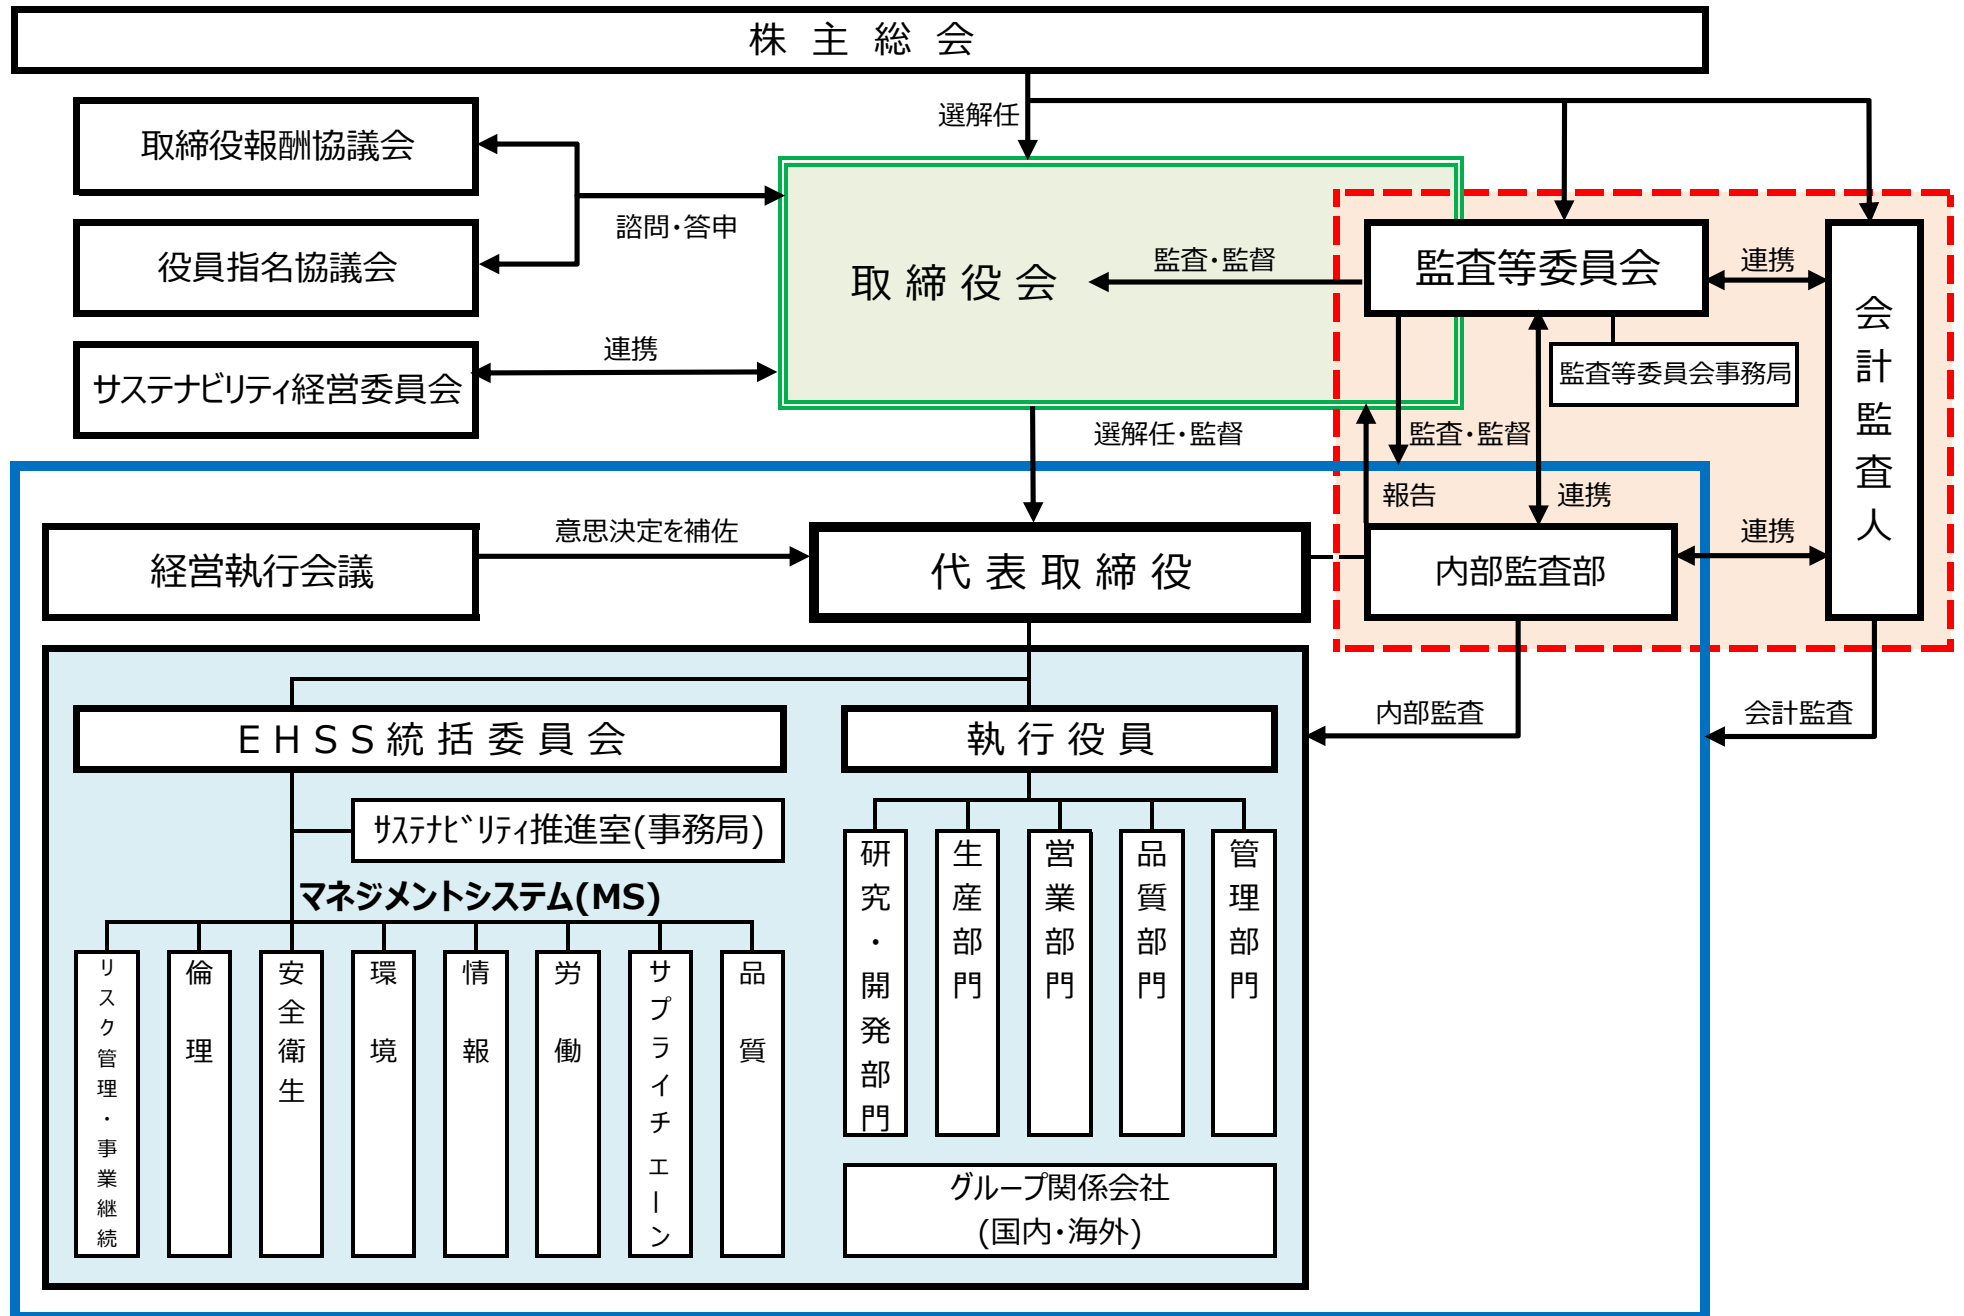 株主総会
選解任
取締役報酬協議会
諮問・答申
役員指名協議会
取締役会
監査・監督
監査等委員会
連携
会計監査人
サステナビリティ経営委員会
連携
監査等委員会事務局
選解任・監督
監査・監督
報告
連携
連携
経営執行会議
意思決定を補佐
代表取締役
内部監査部
内部監査
会計監査
EHSS統括委員会
執行役員
ｻｽﾃﾅﾋﾞﾘﾃｨ推進室(事務局)
マネジメントシステム(MS)
リスク管理・事業継続
倫理
安全衛生
環境
情報
労働
サプライチェーン
品質
研究・開発部門
生産部門
営業部門
品質部門
管理部門
グループ関係会社
(国内・海外)